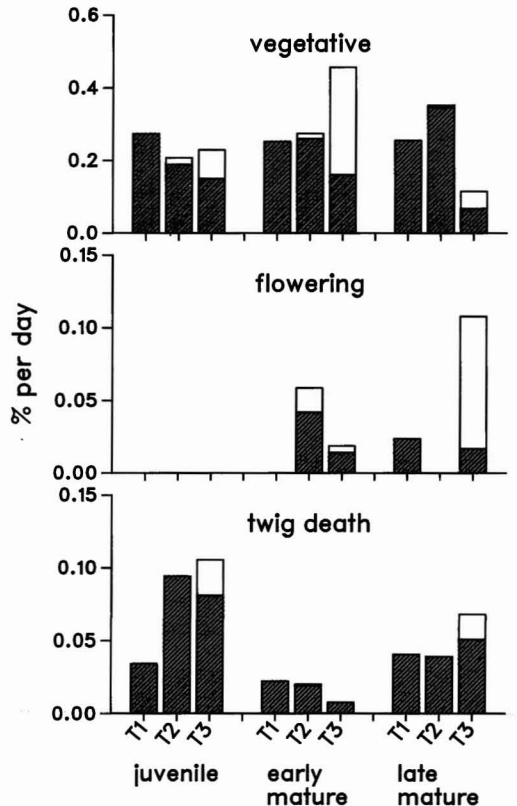 0.6
vegetative
0.4
0.2
0.0
0.15
flowering
0.10
0.05
0.00
% per day
0.15
twig death
0.10
0.05
0.00
T1 T2 T3 T1 T2 T3 T1 T2 T3
juvenile early mature late mature